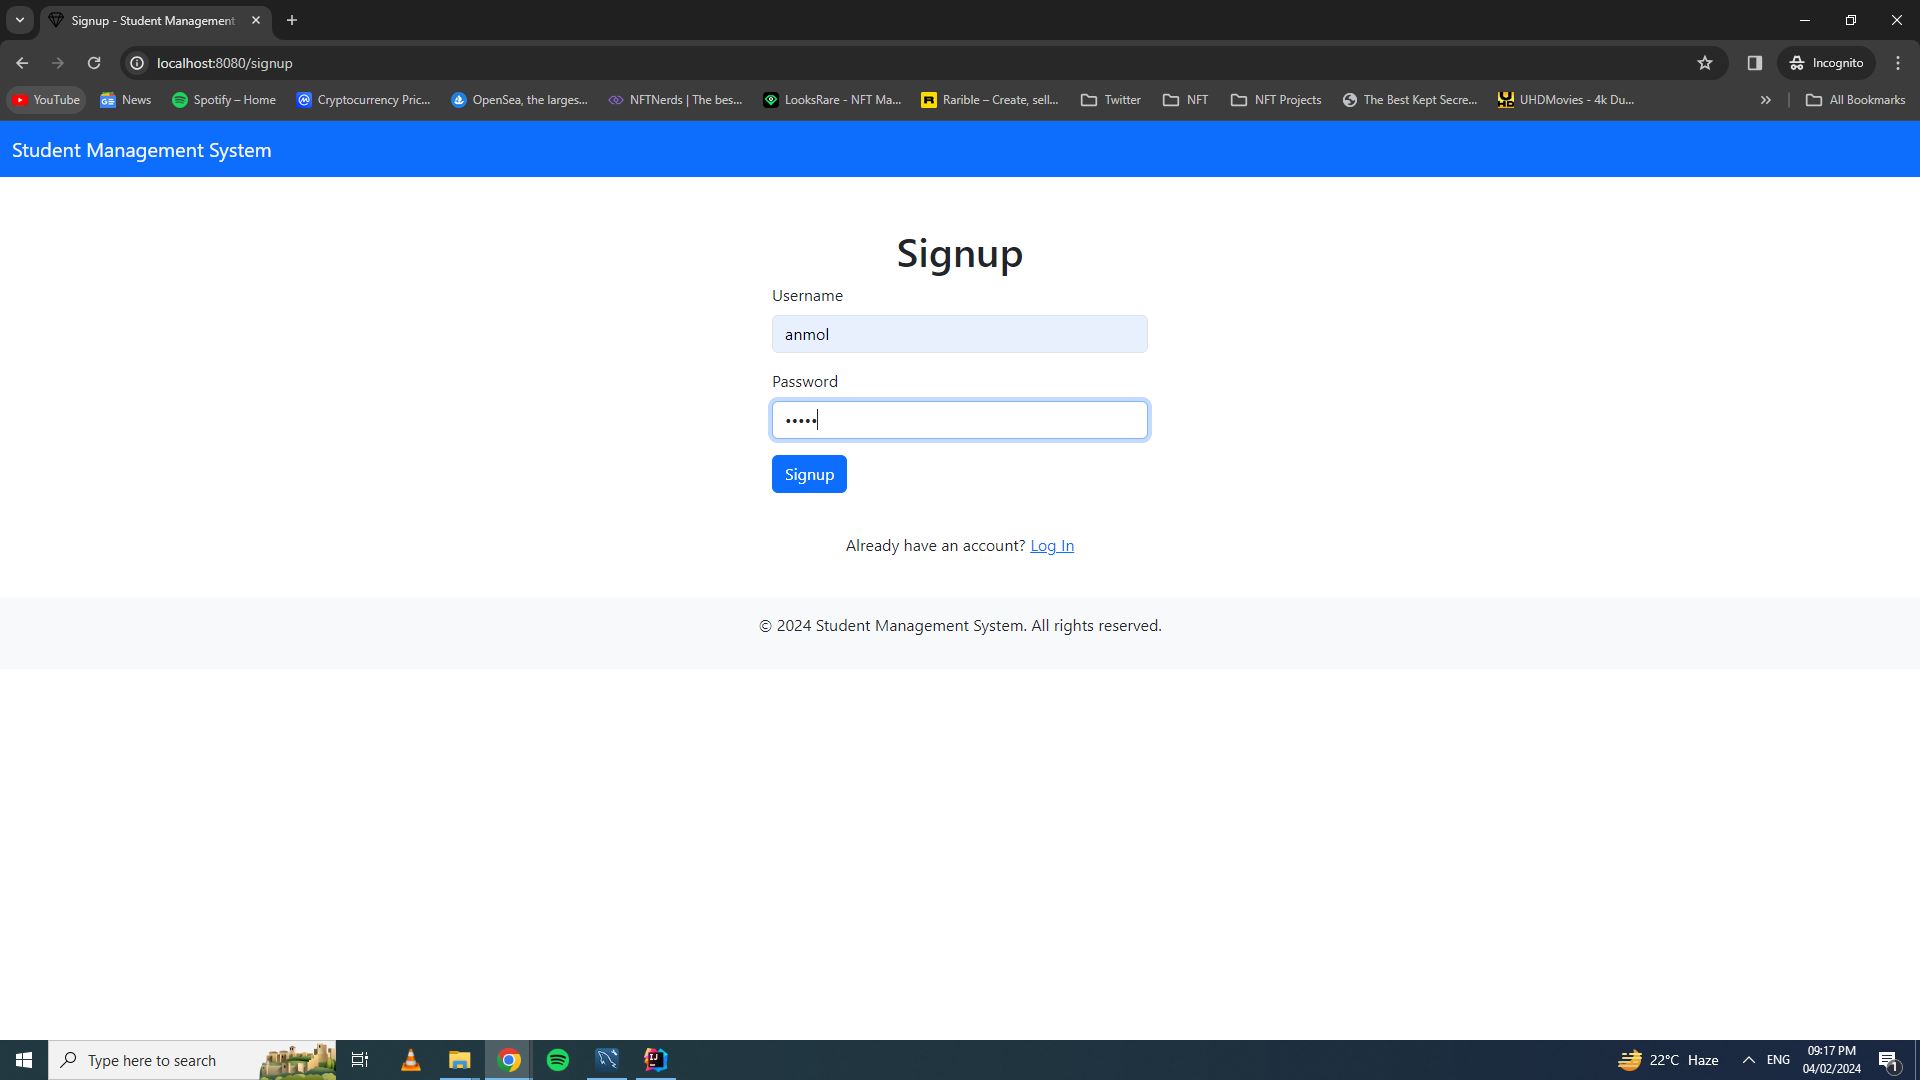 Signup - Student Management
localhost:8080/signup
Incognito
YouTube
News
Spotify – Home
Cryptocurrency Pric...
OpenSea, the larges...
NFTNerds | The bes...
LooksRare - NFT Ma...
Rarible – Create, sell...
Twitter
NFT
NFT Projects
The Best Kept Secre...
UHDMovies - 4k Du...
All Bookmarks
Student Management System
Signup
Username
anmol
Password
•••••
Signup
Already have an account? Log In
© 2024 Student Management System. All rights reserved.
Type here to search
22°C Haze
ENG
09:17 PM
04/02/2024
1